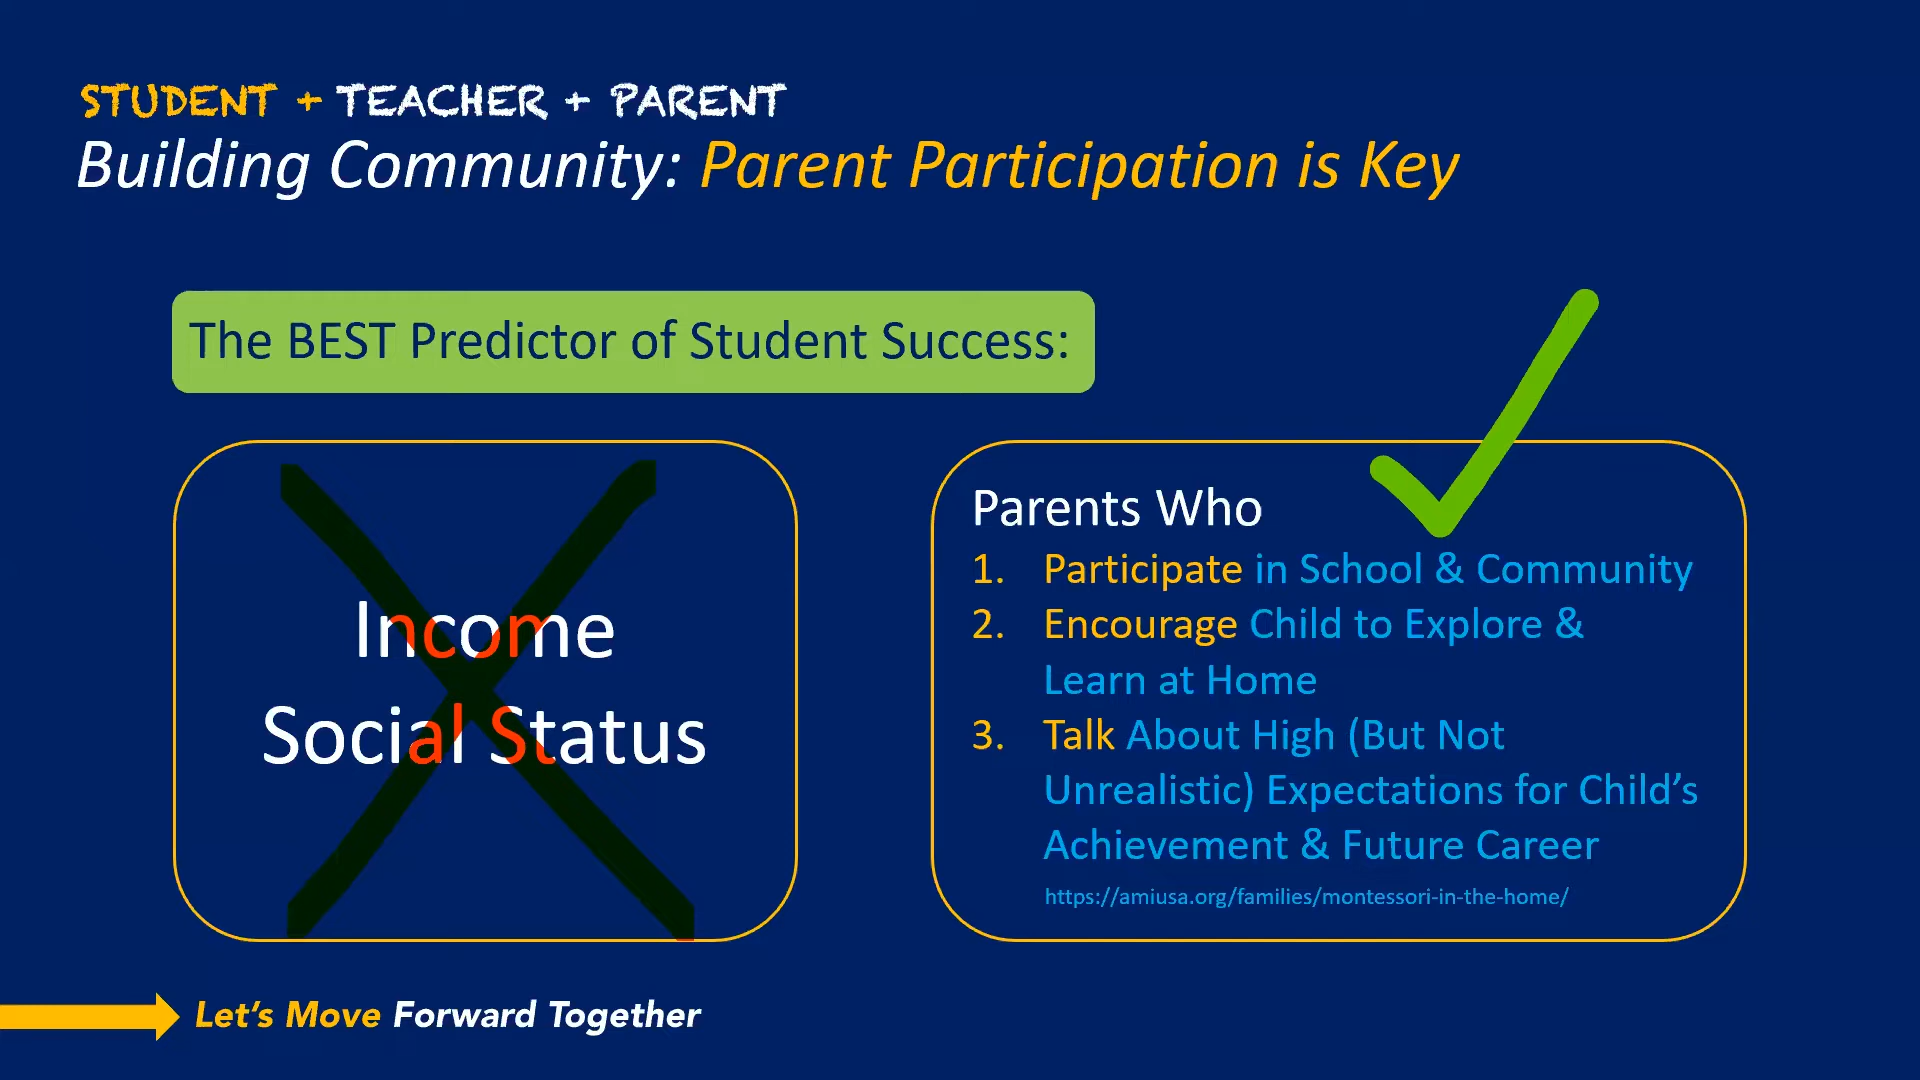 STUDENT + TEACHER + PARENT
Building Community: Parent Participation is Key
The BEST Predictor of Student Success:
Income
Social Status
Parents Who
1. Participate in School & Community
2. Encourage Child to Explore &
Learn at Home
3. Talk About High (But Not
Unrealistic) Expectations for Child’s
Achievement & Future Career
https://amiusa.org/families/montessori-in-the-home/
Let’s Move Forward Together